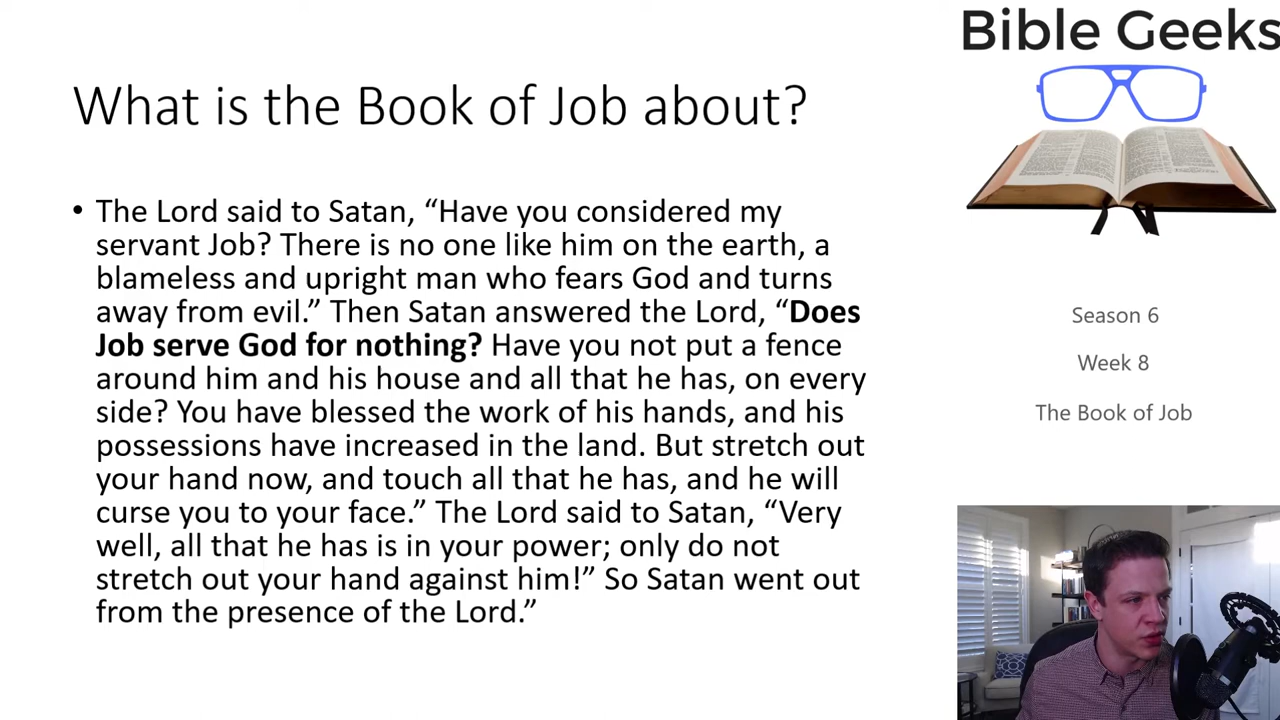 What is the Book of Job about?
• The Lord said to Satan, “Have you considered my
servant Job? There is no one like him on the earth, a
blameless and upright man who fears God and turns
away from evil.” Then Satan answered the Lord, “Does
Job serve God for nothing? Have you not put a fence
around him and his house and all that he has, on every
side? You have blessed the work of his hands, and his
possessions have increased in the land. But stretch out
your hand now, and touch all that he has, and he will
curse you to your face.” The Lord said to Satan, “Very
well, all that he has is in your power; only do not
stretch out your hand against him!” So Satan went out
from the presence of the Lord.”
Bible Geeks
Season 6
Week 8
The Book of Job